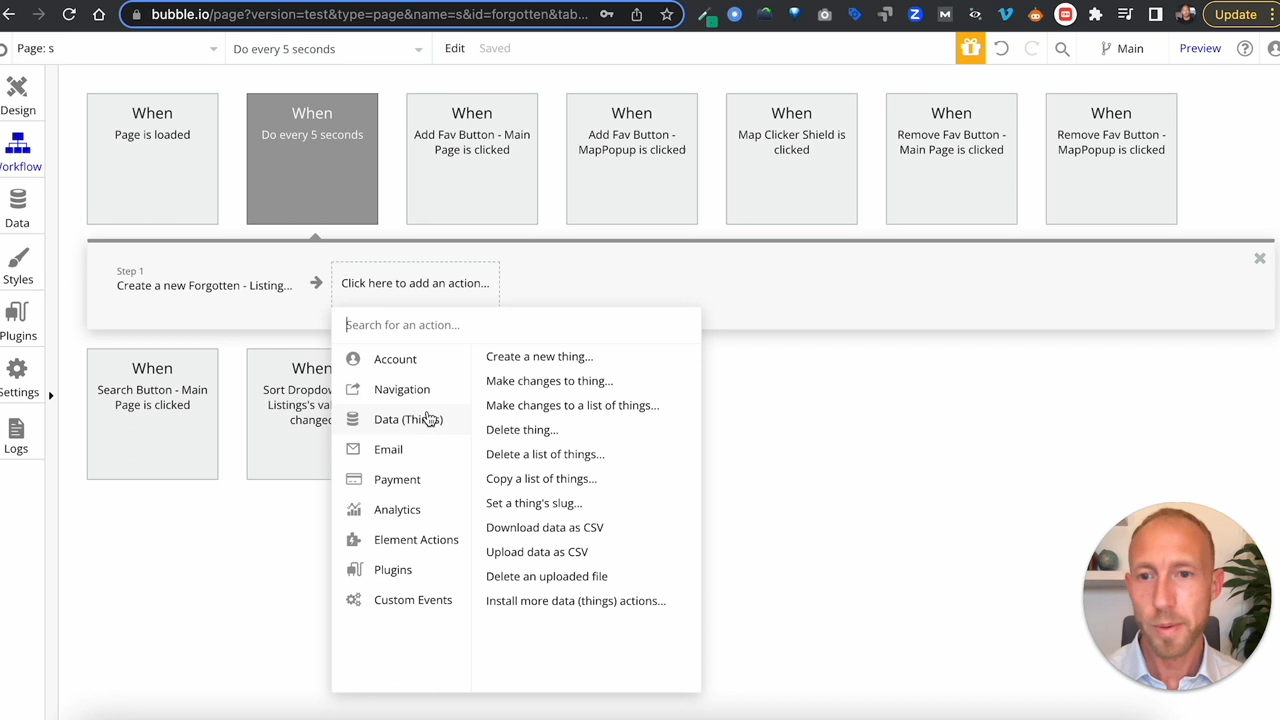 bubble.io/page?version=test&type=page&name=s&id=forgotten&tab...
Update
Page: s
Do every 5 seconds
Edit
Saved
Main
Preview
Design
Workflow
Data
Styles
Plugins
Settings
Logs
When
Page is loaded
When
Do every 5 seconds
When
Add Fav Button - Main
Page is clicked
When
Add Fav Button -
MapPopup is clicked
When
Map Clicker Shield is
clicked
When
Remove Fav Button -
Main Page is clicked
When
Remove Fav Button -
MapPopup is clicked
Step 1
Create a new Forgotten - Listing...
Click here to add an action...
Search for an action...
Account
Navigation
Data (Things)
Email
Payment
Analytics
Element Actions
Plugins
Custom Events
Create a new thing...
Make changes to thing...
Make changes to a list of things...
Delete thing...
Delete a list of things...
Copy a list of things...
Set a thing's slug...
Download data as CSV
Upload data as CSV
Delete an uploaded file
Install more data (things) actions...
When
Search Button - Main
Page is clicked
When
Sort Dropdow
Listings's val
changed